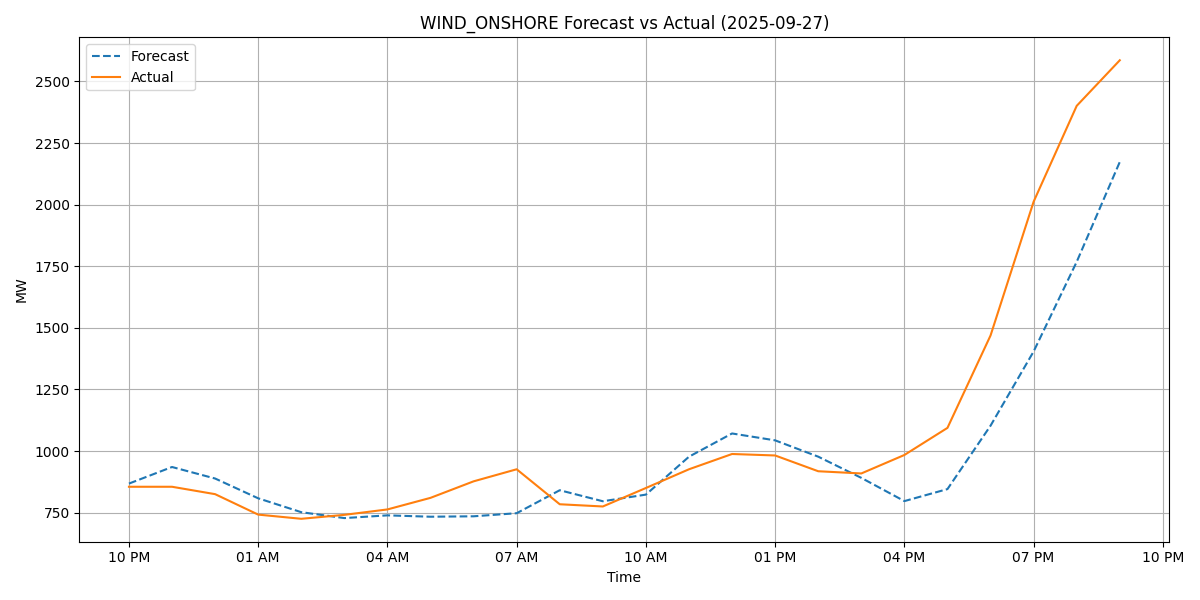 WIND_ONSHORE Forecast vs Actual (2025-09-27)
Forecast
Actual
2500
2250
2000
1750
1500
1250
1000
750
MW
10 PM 01 AM 04 AM 07 AM 10 AM 01 PM 04 PM 07 PM 10 PM
Time